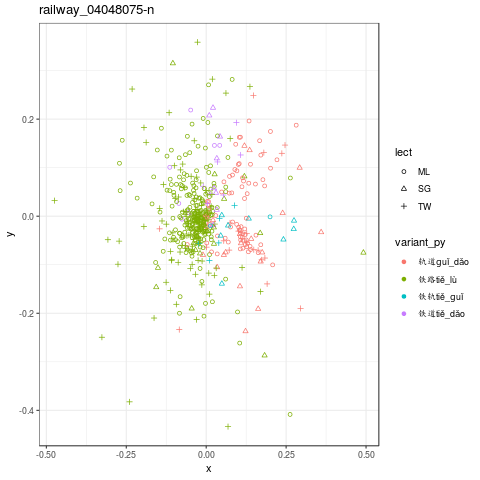 railway_04048075-n
lect
ML
SG
TW
variant_py
轨道guǐ_dào
铁路tiě_lù
铁轨tiě_guǐ
铁道tiě_dào
0.2
0.0
-0.2
-0.4
y
-0.50
-0.25
0.00
0.25
0.50
x